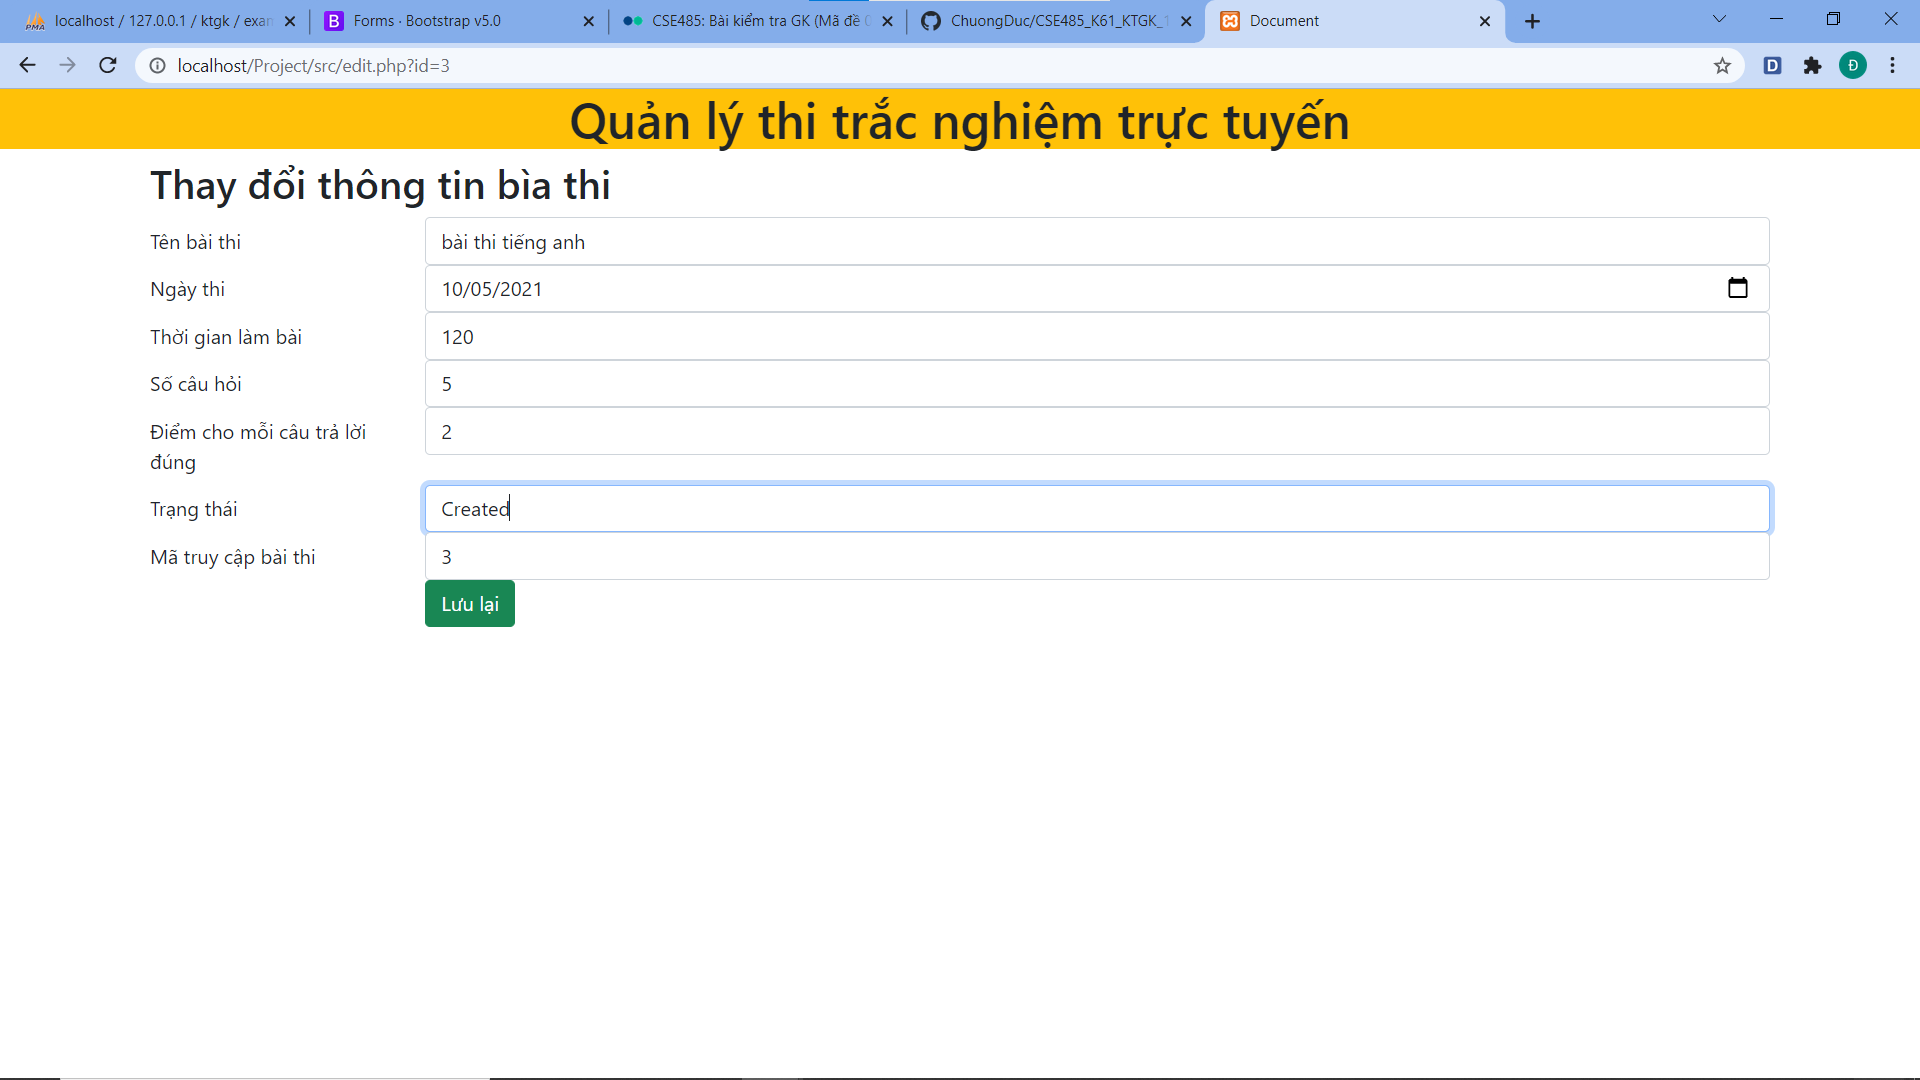 localhost / 127.0.0.1 / ktgk / exan
Forms · Bootstrap v5.0
CSE485: Bài kiểm tra GK (Mã đề 0
ChuongDuc/CSE485_K61_KTGK_1
Document
localhost/Project/src/edit.php?id=3
D
Đ
Quản lý thi trắc nghiệm trực tuyến
Thay đổi thông tin bìa thi
Tên bài thi
bài thi tiếng anh
Ngày thi
10/05/2021
Thời gian làm bài
120
Số câu hỏi
5
Điểm cho mỗi câu trả lời
đúng
2
Trạng thái
Created
Mã truy cập bài thi
3
Lưu lại